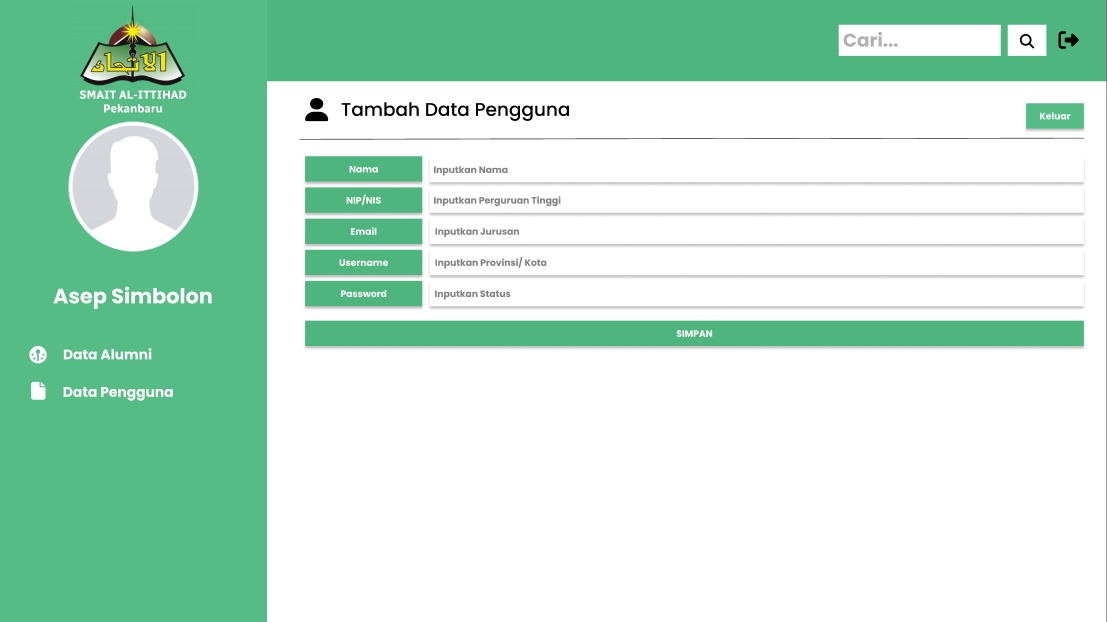 الاتحاد
SMAIT AL-ITTIHAD
Pekanbaru
Asep Simbolon
Data Alumni
Data Pengguna
Cari...
Tambah Data Pengguna
Keluar
Nama
Inputkan Nama
NIP/NIS
Inputkan Perguruan Tinggi
Email
Inputkan Jurusan
Username
Inputkan Provinsi/ Kota
Password
Inputkan Status
SIMPAN